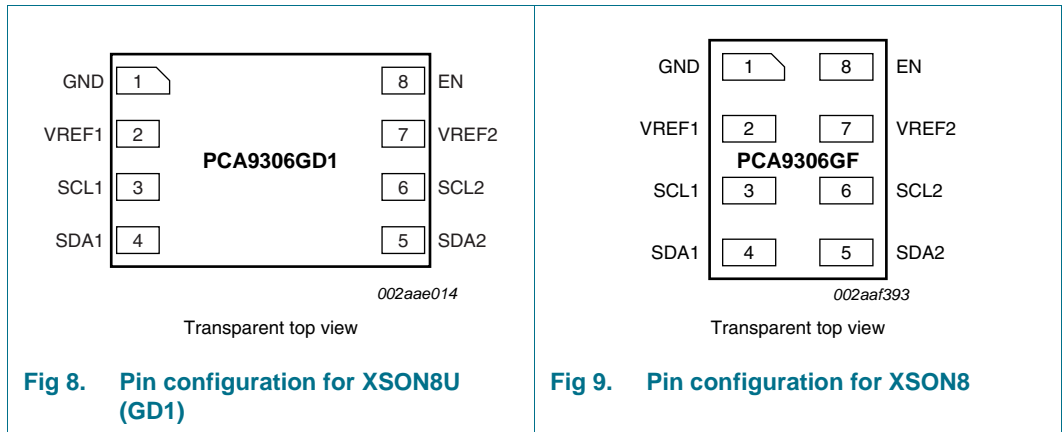 GND 1 8 EN
VREF1 2 7 VREF2
PCA9306GD1
SCL1 3 6 SCL2
SDA1 4 5 SDA2
002aae014
Transparent top view
Fig 8. Pin configuration for XSON8U
(GD1)
GND 1 8 EN
VREF1 2 7 VREF2
PCA9306GF
SCL1 3 6 SCL2
SDA1 4 5 SDA2
002aaf393
Transparent top view
Fig 9. Pin configuration for XSON8